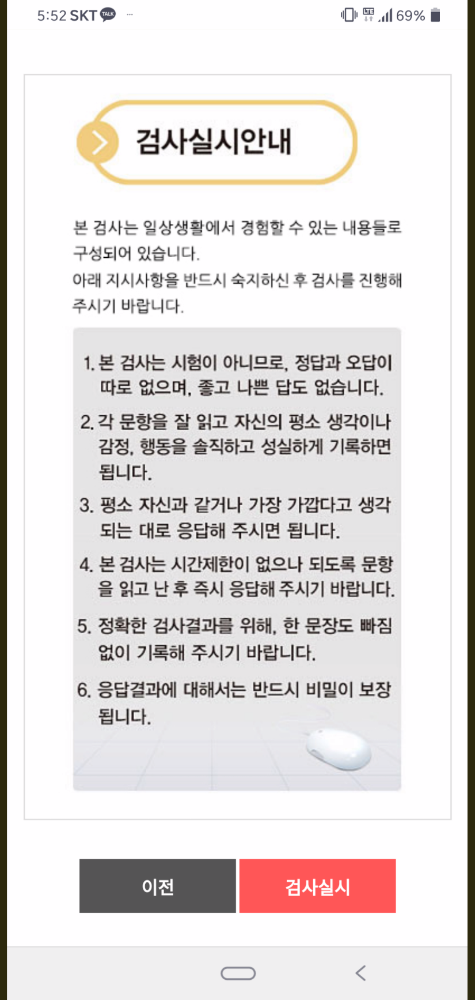 5:52 SKT TALK ...
LTE 69%
검사실시안내
본 검사는 일상생활에서 경험할 수 있는 내용들로
구성되어 있습니다.
아래 지시사항을 반드시 숙지하신 후 검사를 진행해
주시기 바랍니다.
1. 본 검사는 시험이 아니므로, 정답과 오답이
따로 없으며, 좋고 나쁜 답도 없습니다.
2. 각 문항을 잘 읽고 자신의 평소 생각이나
감정, 행동을 솔직하고 성실하게 기록하면
됩니다.
3. 평소 자신과 같거나 가장 가깝다고 생각
되는 대로 응답해 주시면 됩니다.
4. 본 검사는 시간제한이 없으나 되도록 문항
을 읽고 난 후 즉시 응답해 주시기 바랍니다.
5. 정확한 검사결과를 위해, 한 문장도 빠짐
없이 기록해 주시기 바랍니다.
6. 응답결과에 대해서는 반드시 비밀이 보장
됩니다.
이전
검사실시